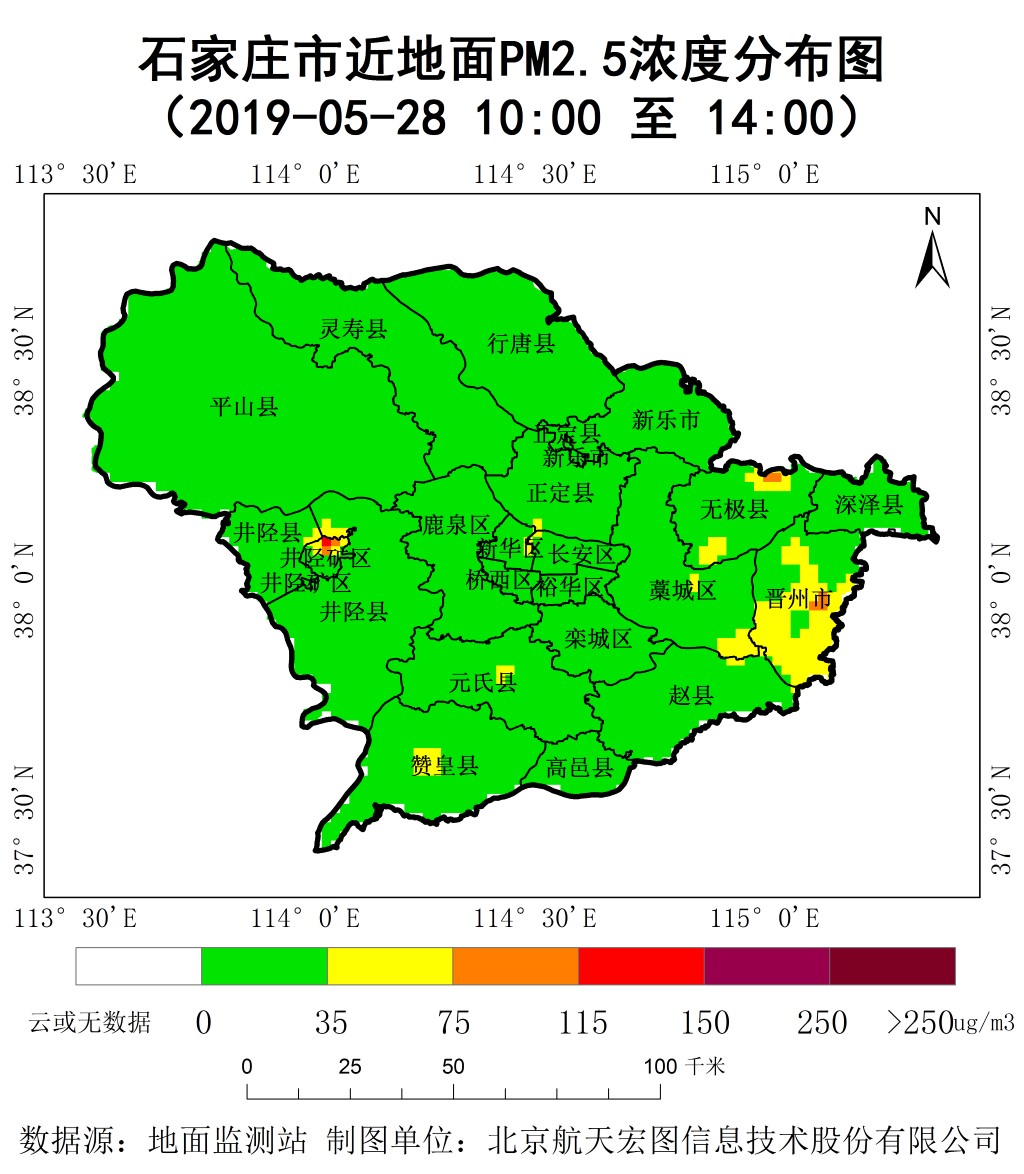 石家庄市近地面PM2.5浓度分布图
（2019-05-28 10:00 至 14:00）
113° 30'E 114° 0'E 114° 30'E 115° 0'E
N
38° 30'N
38° 30'N
灵寿县
行唐县
平山县
新乐市
正定县
新乐市
正定县
无极县
深泽县
井陉县
鹿泉区
新华区
长安区
井陉矿区
38° 0'N
38° 0'N
井陉矿区
桥西区
裕华区
藁城区
晋州市
井陉县
栾城区
元氏县
赵县
赞皇县
高邑县
37° 30'N
37° 30'N
113° 30'E 114° 0'E 114° 30'E 115° 0'E
云或无数据 0 35 75 115 150 250 >250ug/m3
0 25 50 100 千米
数据源：地面监测站 制图单位：北京航天宏图信息技术股份有限公司